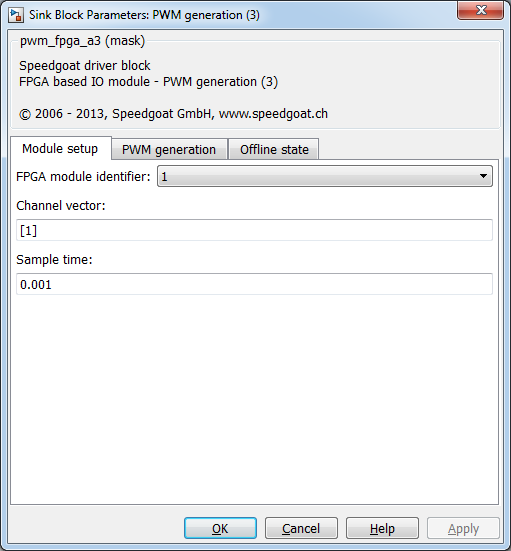 Sink Block Parameters: PWM generation (3)
pwm_fpga_a3 (mask)
Speedgoat driver block
FPGA based IO module - PWM generation (3)
© 2006 - 2013, Speedgoat GmbH, www.speedgoat.ch
Module setup PWM generation Offline state
FPGA module identifier: 1
Channel vector:
[1]
Sample time:
0.001
OK Cancel Help Apply